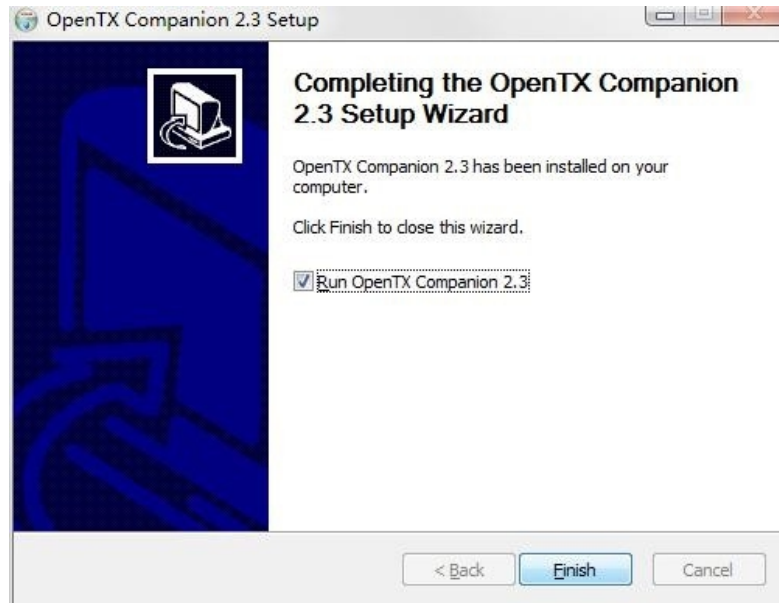 OpenTX Companion 2.3 Setup
Completing the OpenTX Companion
2.3 Setup Wizard
OpenTX Companion 2.3 has been installed on your
computer.
Click Finish to close this wizard.
Run OpenTX Companion 2.3
< Back
Finish
Cancel